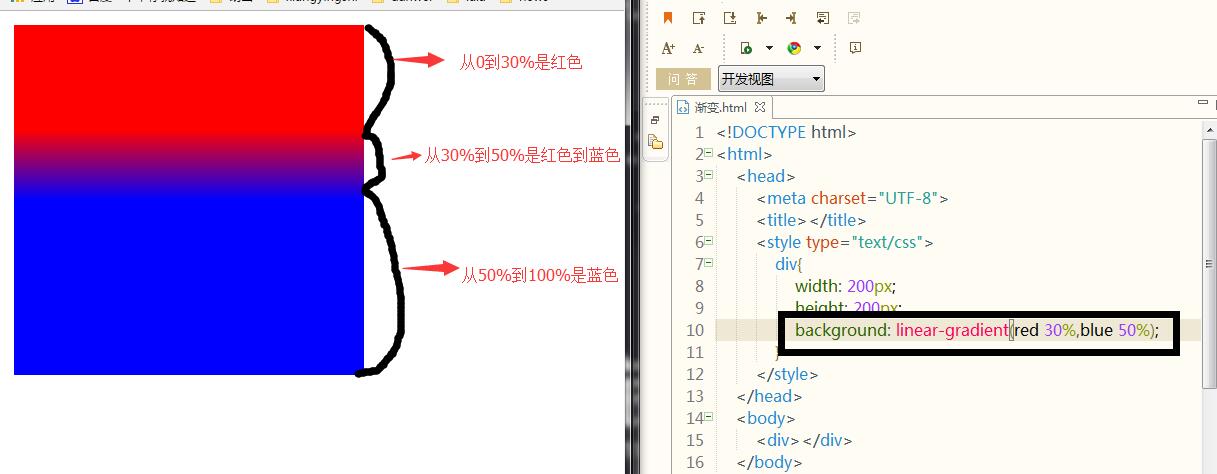 从0到30%是红色
从30%到50%是红色到蓝色
从50%到100%是蓝色
A+ A-
问 答 开发视图
渐变.html
1 <!DOCTYPE html>
2 <html>
3 <head>
4 <meta charset="UTF-8">
5 <title></title>
6 <style type="text/css">
7 div{
8 width: 200px;
9 height: 200px;
10 background: linear-gradient(red 30%,blue 50%);
11 }
12 </style>
13 </head>
14 <body>
15 <div></div>
16 </body>